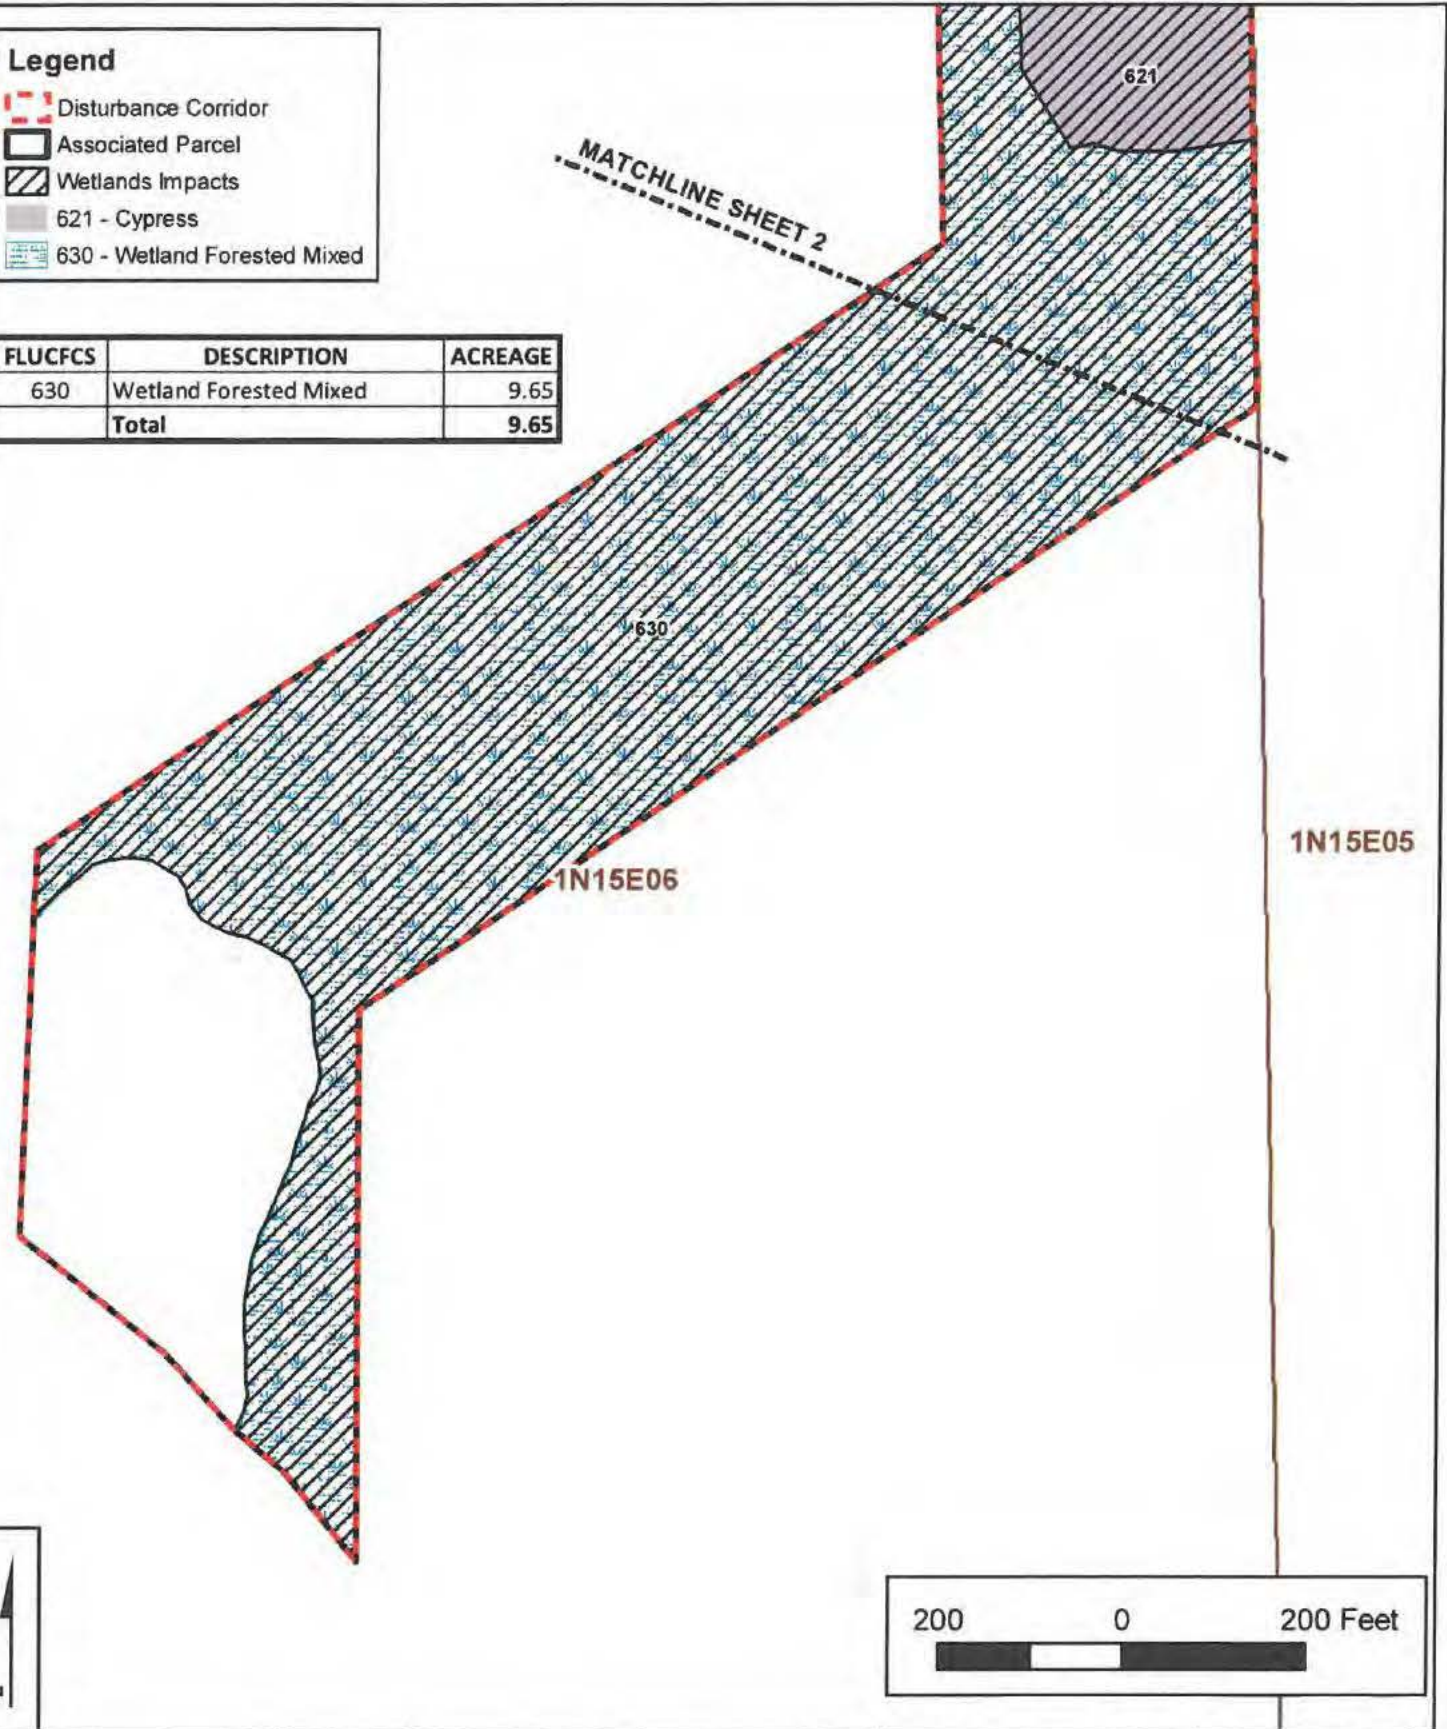 Legend
Disturbance Corridor
Associated Parcel
Wetlands Impacts
621 - Cypress
630 - Wetland Forested Mixed
621
MATCHLINE SHEET 2
FLUCFCS DESCRIPTION ACREAGE
630 Wetland Forested Mixed 9.65
Total 9.65
630
1N15E05
1N15E06
200 0 200 Feet